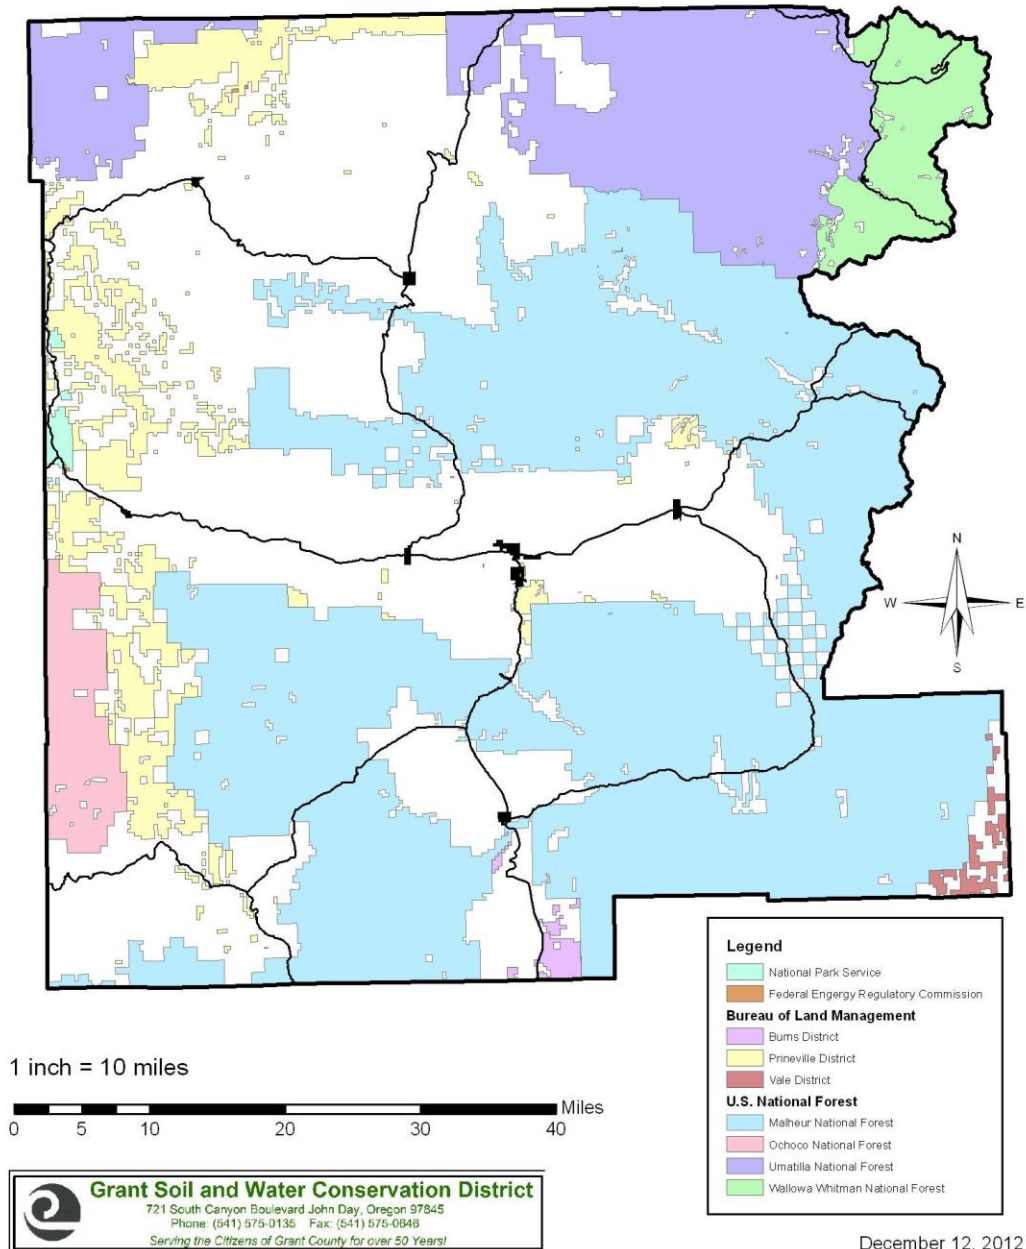 N
W
E
S
Legend
National Park Service
Federal Engergy Regulatory Commission
Bureau of Land Management
Burns District
Prineville District
Vale District
U.S. National Forest
Malheur National Forest
Ochoco National Forest
Umatilla National Forest
Wallowa Whitman National Forest
1 inch = 10 miles
Miles
0 5 10 20 30 40
Grant Soil and Water Conservation District
721 South Canyon Boulevard John Day, Oregon 97845
Phone: (541) 575-0135 Fax: (541) 575-0646
Serving the Citizens of Grant County for over 50 Years!
December 12, 2012